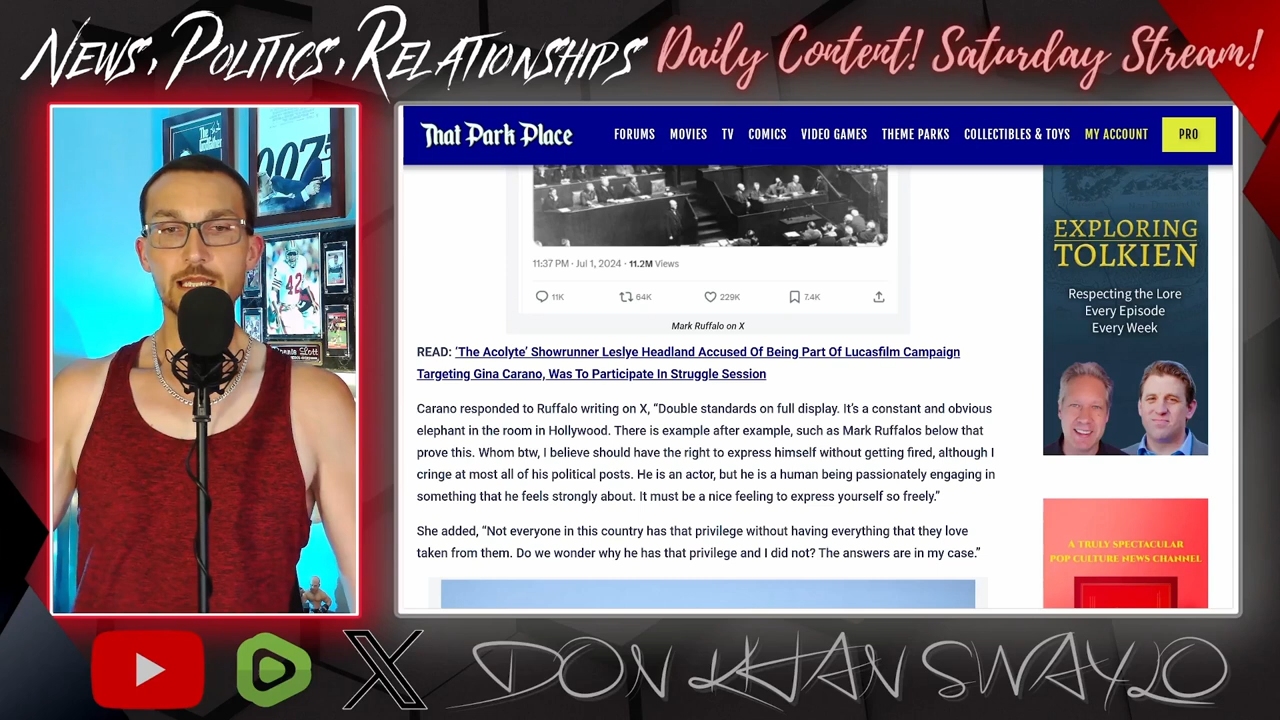 News, Politics, Relationships
Daily Content! Saturday Stream!
The Godfather
007
42
Ronnie Lott
That Park Place
FORUMS MOVIES TV COMICS VIDEO GAMES THEME PARKS COLLECTIBLES & TOYS MY ACCOUNT PRO
11:37 PM · Jul 1, 2024 · 11.2M Views
11K 64K 229K 7.4K
Mark Ruffalo on X
READ: 'The Acolyte' Showrunner Leslye Headland Accused Of Being Part Of Lucasfilm Campaign
Targeting Gina Carano, Was To Participate In Struggle Session
Carano responded to Ruffalo writing on X, “Double standards on full display. It’s a constant and obvious
elephant in the room in Hollywood. There is example after example, such as Mark Ruffalos below that
prove this. Whom btw, I believe should have the right to express himself without getting fired, although I
cringe at most all of his political posts. He is an actor, but he is a human being passionately engaging in
something that he feels strongly about. It must be a nice feeling to express yourself so freely.”
She added, “Not everyone in this country has that privilege without having everything that they love
taken from them. Do we wonder why he has that privilege and I did not? The answers are in my case.”
EXPLORING
TOLKIEN
Respecting the Lore
Every Episode
Every Week
A TRULY SPECTACULAR
POP CULTURE NEWS CHANNEL
X
DON KHAN SWAYLO